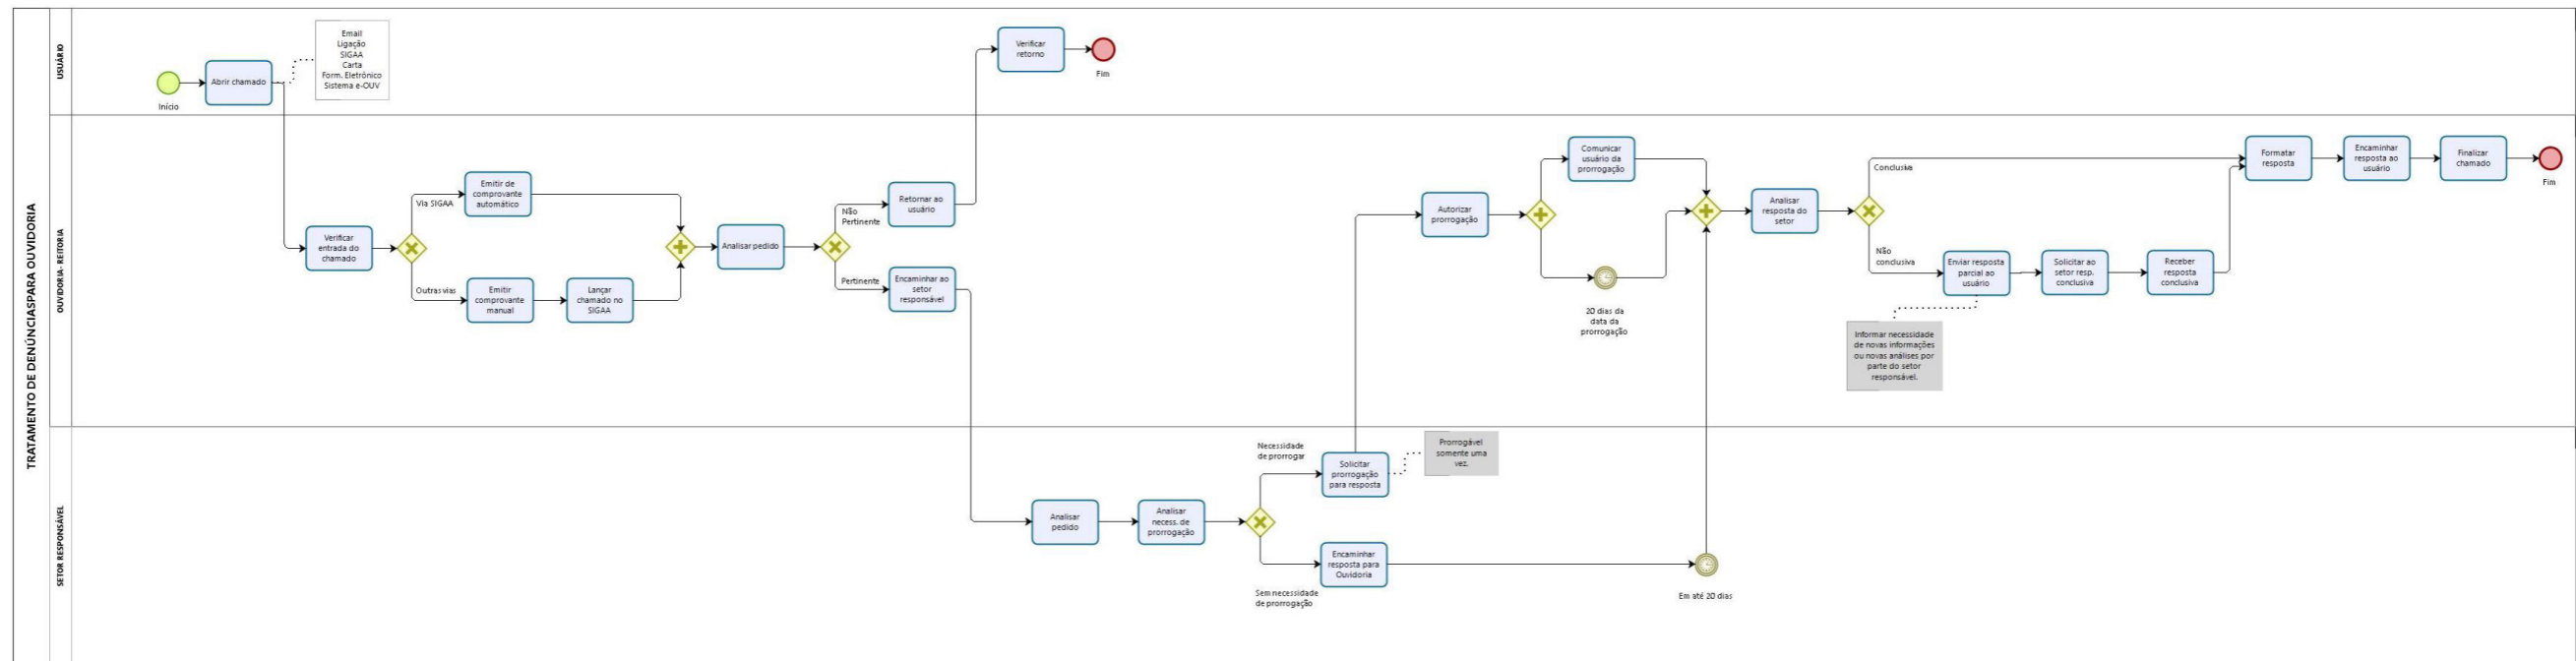 TRATAMENTO DE DENÚNCIASPARA OUVIDORIA
USUÁRIO
Início
Abrir chamado
Email
Ligação
SIGAA
Carta
Form. Eletrônico
Sistema e-OUV
Verificar
retorno
Fim
OUVIDORIA- REITORIA
Verificar
entrada do
chamado
Via SIGAA
Emitir de
comprovante
automático
Outras vias
Emitir
comprovante
manual
Lançar
chamado no
SIGAA
Analisar pedido
Não
Pertinente
Retornar ao
usuário
Pertinente
Encaminhar ao
setor
responsável
Autorizar
prorrogação
Comunicar
usuário da
prorrogação
20 dias da
data da
prorrogação
Analisar
resposta do
setor
Conclusiva
Não
conclusiva
Enviar resposta
parcial ao
usuário
Informar necessidade
de novas informações
ou novas análises por
parte do setor
responsável.
Solicitar ao
setor resp.
conclusiva
Receber
resposta
conclusiva
Formatar
resposta
Encaminhar
resposta ao
usuário
Finalizar
chamado
Fim
SETOR RESPONSÁVEL
Analisar
pedido
Analisar
necess. de
prorrogação
Necessidade
de prorrogar
Solicitar
prorrogação
para resposta
Prorrogável
somente uma
vez.
Sem necessidade
de prorrogação
Encaminhar
resposta para
Ouvidoria
Em até 20 dias